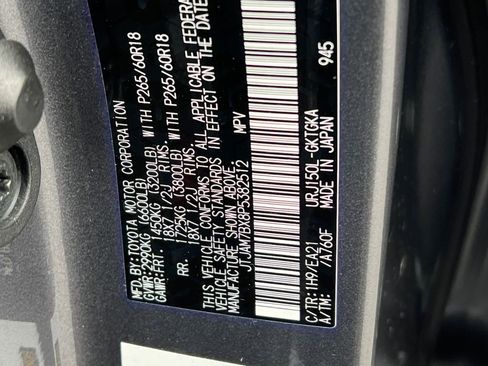 MFD.BY:TOYOTA MOTOR CORPORATION
GVWR:2990KG (6600LB)
GAWR:FRT. 1450KG (3200LB) WITH P265/60R18
18X7 1/2J RIMS.
RR. 1725KG (3800LB) WITH P265/60R18
18X7 1/2J RIMS.
THIS VEHICLE CONFORMS TO ALL APPLICABLE FEDERAL
VEHICLE SAFETY STANDARDS IN EFFECT ON THE DATE
SHOWN ABOVE.
JTJAM7BX8P5382512 MPV
C/TR:1H9/EA21 URJ150L-GKTGKA
A/TM: /A760F MADE IN JAPAN
945